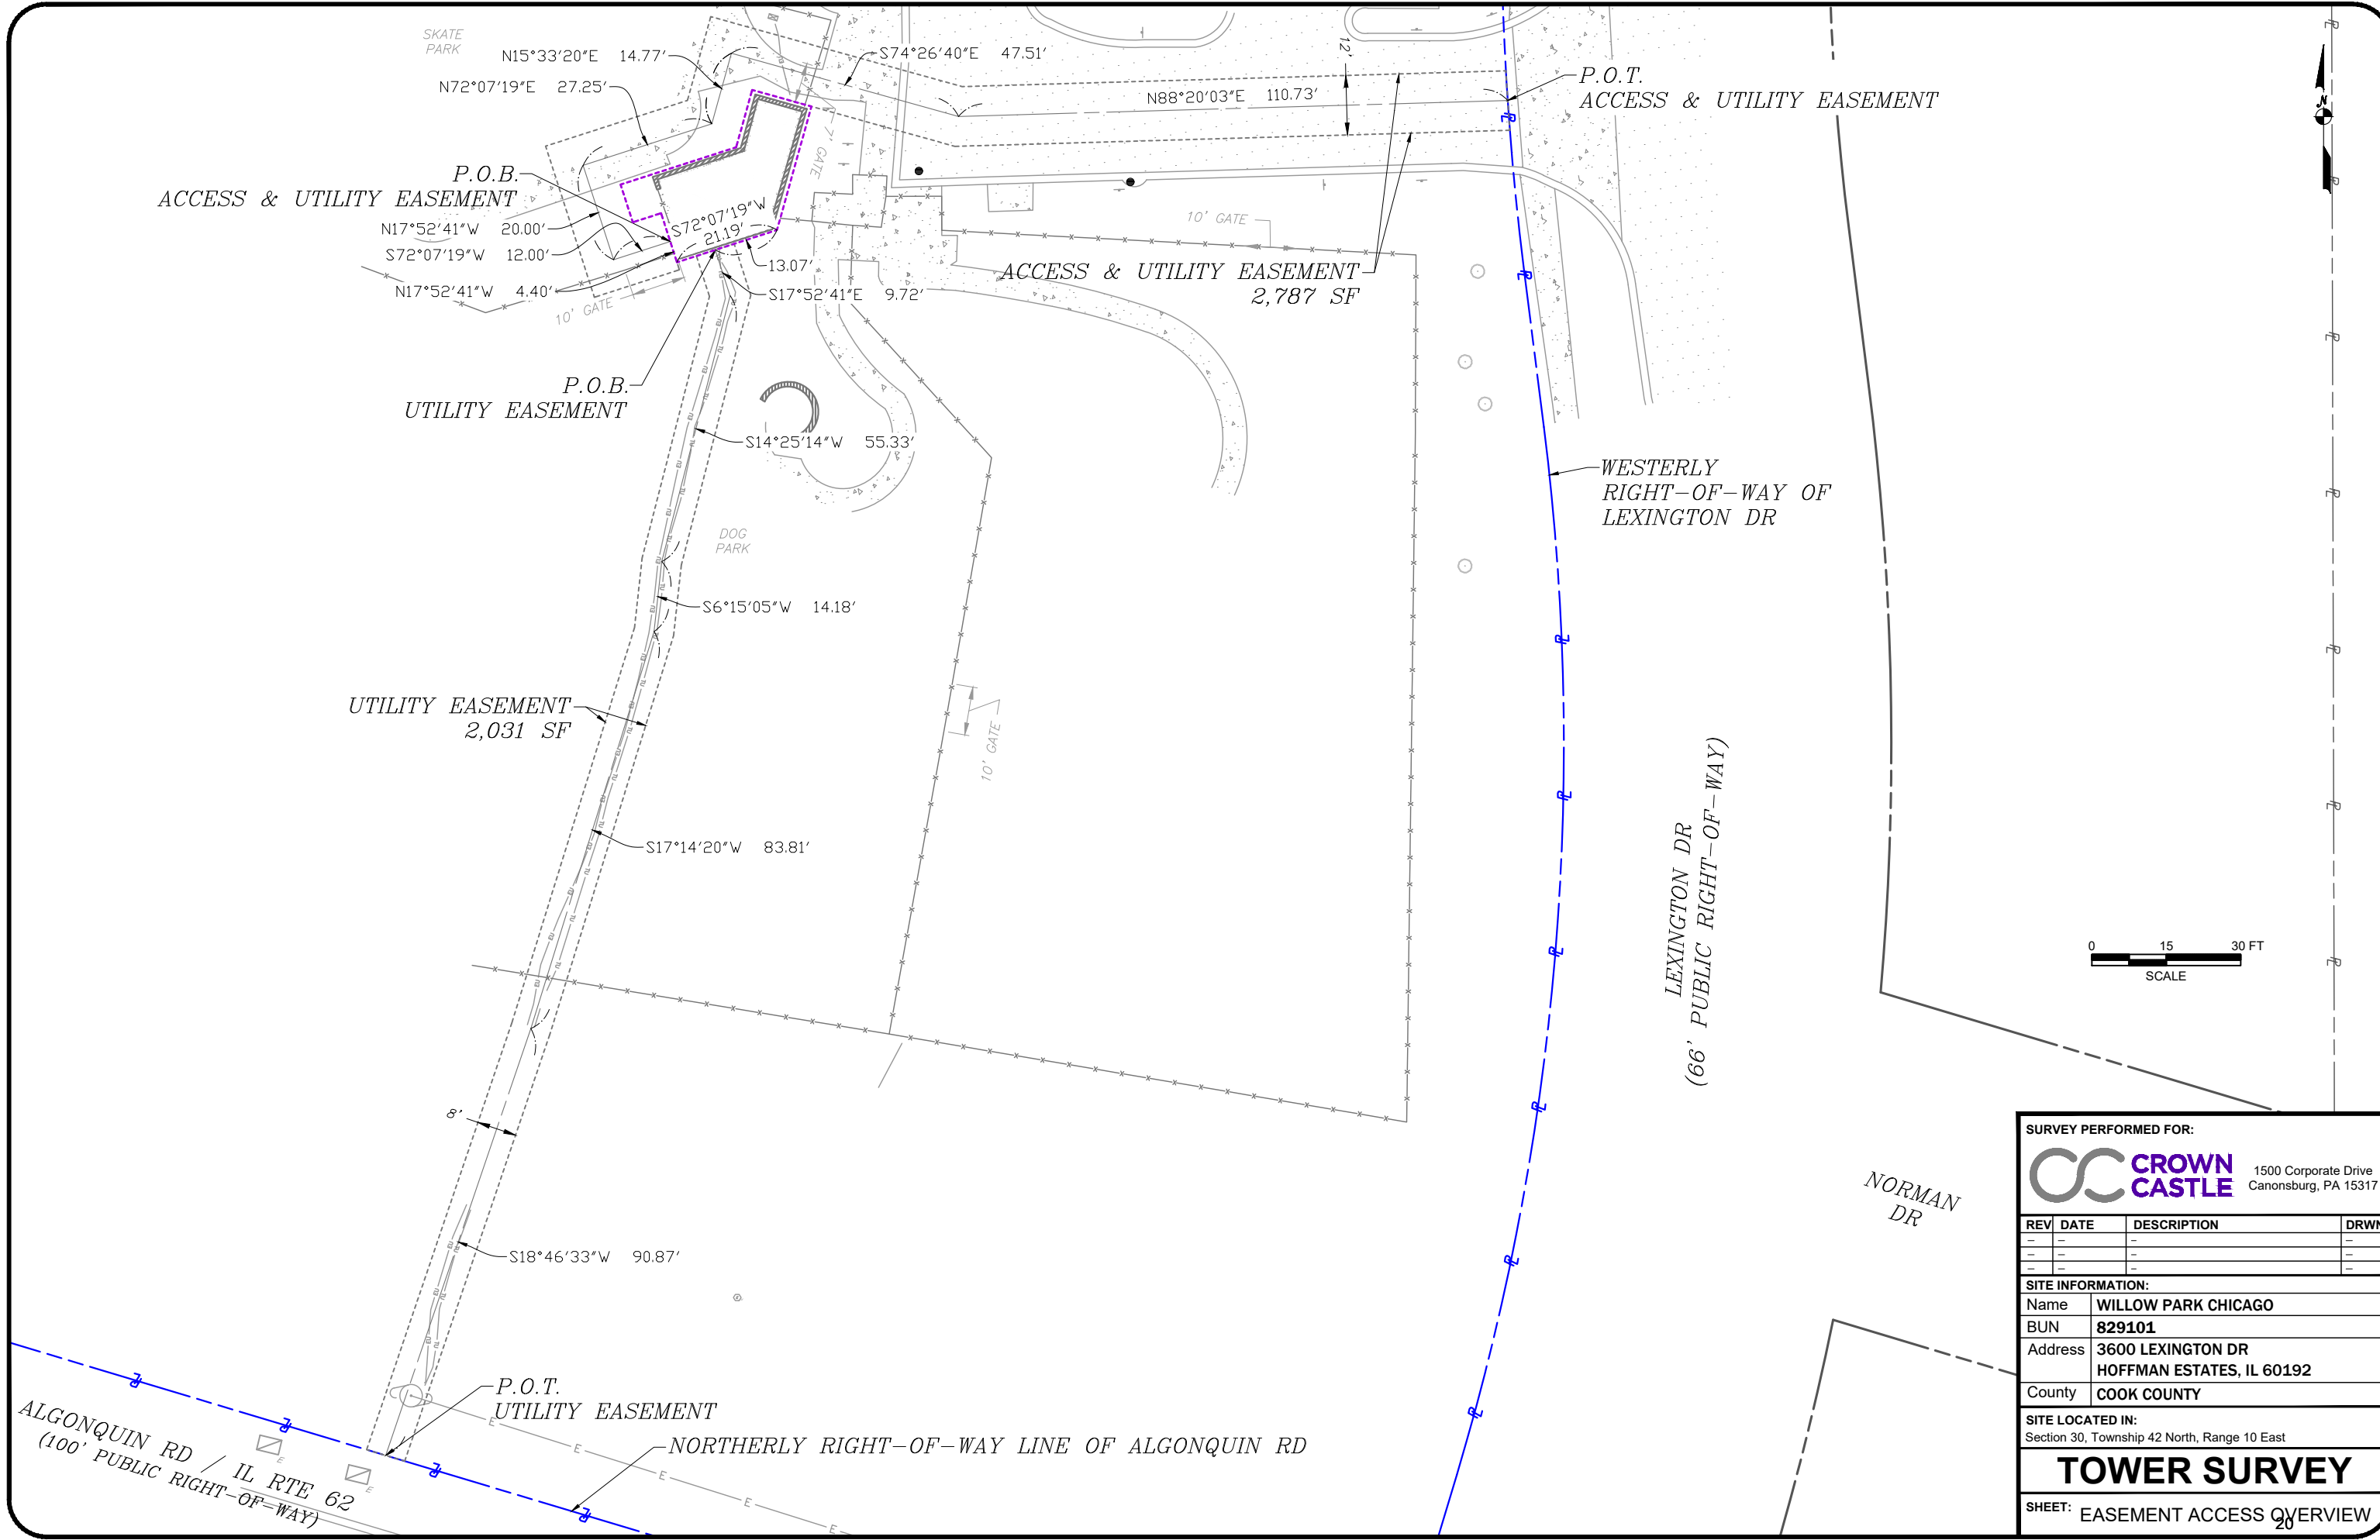 SKATE
PARK
N15°33'20"E 14.77'
N72°07'19"E 27.25'
S74°26'40"E 47.51'
12'
N88°20'03"E 110.73'
P.O.T.
ACCESS & UTILITY EASEMENT
N
7' GATE
P.O.B.
ACCESS & UTILITY EASEMENT
N17°52'41"W 20.00'
S72°07'19"W 12.00'
N17°52'41"W 4.40'
10' GATE
S72°07'19"W
21.19'
13.07'
S17°52'41"E 9.72'
10' GATE
ACCESS & UTILITY EASEMENT
2,787 SF
P.O.B.
UTILITY EASEMENT
S14°25'14"W 55.33'
DOG
PARK
WESTERLY
RIGHT-OF-WAY OF
LEXINGTON DR
S6°15'05"W 14.18'
UTILITY EASEMENT
2,031 SF
10' GATE
S17°14'20"W 83.81'
LEXINGTON DR
(66' PUBLIC RIGHT-OF-WAY)
0 15 30 FT
SCALE
8'
NORMAN
DR
S18°46'33"W 90.87'
P.O.T.
UTILITY EASEMENT
NORTHERLY RIGHT-OF-WAY LINE OF ALGONQUIN RD
ALGONQUIN RD / IL RTE 62
(100' PUBLIC RIGHT-OF-WAY)
E
E
E
E
E
E
E
SURVEY PERFORMED FOR:
CROWN
CASTLE
1500 Corporate Drive
Canonsburg, PA 15317
REV DATE DESCRIPTION DRWN
- - - -
- - - -
- - - -
SITE INFORMATION:
Name WILLOW PARK CHICAGO
BUN 829101
Address 3600 LEXINGTON DR
HOFFMAN ESTATES, IL 60192
County COOK COUNTY
SITE LOCATED IN:
Section 30, Township 42 North, Range 10 East
TOWER SURVEY
SHEET: EASEMENT ACCESS OVERVIEW
20